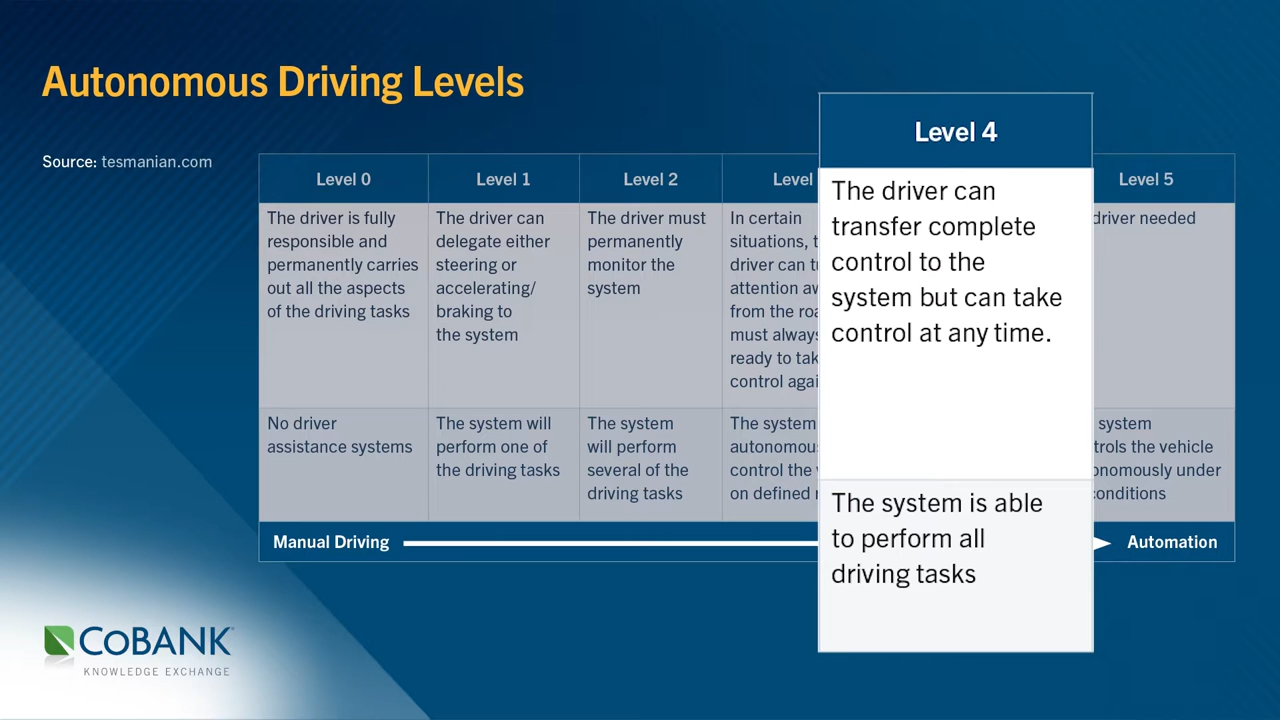 Autonomous Driving Levels
Source: tesmanian.com
Level 0
Level 1
Level 2
Level
Level 4
Level 5
The driver is fully
responsible and
permanently carries
out all the aspects
of the driving tasks
The driver can
delegate either
steering or
accelerating/
braking to
the system
The driver must
permanently
monitor the
system
In certain
situations,
driver can
attention
from the
must always
ready to
control
The driver can
transfer complete
control to the
system but can take
control at any time.
driver needed
No driver
assistance systems
The system will
perform one of
the driving tasks
The system
will perform
several of the
driving tasks
The system
control the
on defined
The system is able
to perform all
driving tasks
system
the vehicle
under
conditions
Manual Driving
Automation
COBANK
KNOWLEDGE EXCHANGE